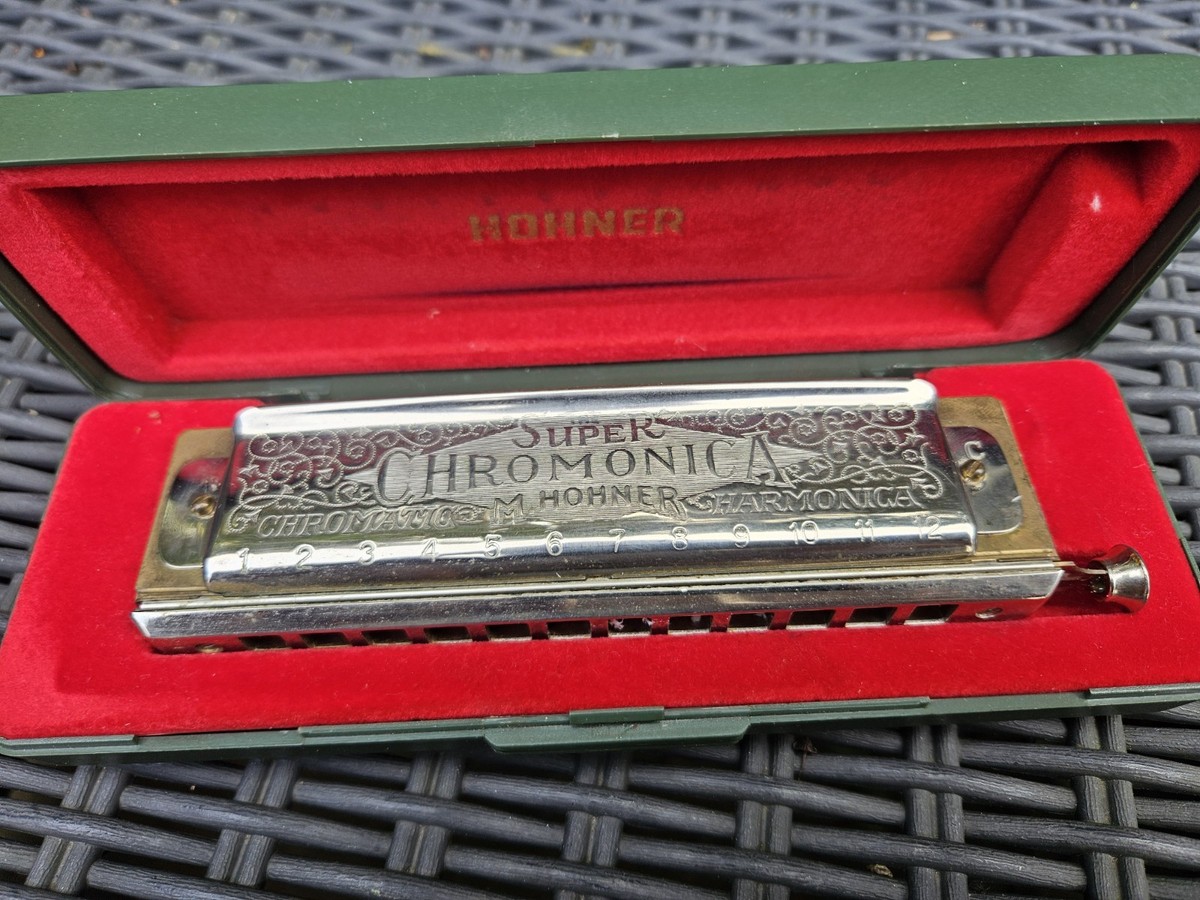 HOHNER
SUPER
CHROMONICA
CHROMATIC M. HOHNER HARMONICA
C
1 2 3 4 5 6 7 8 9 10 11 12